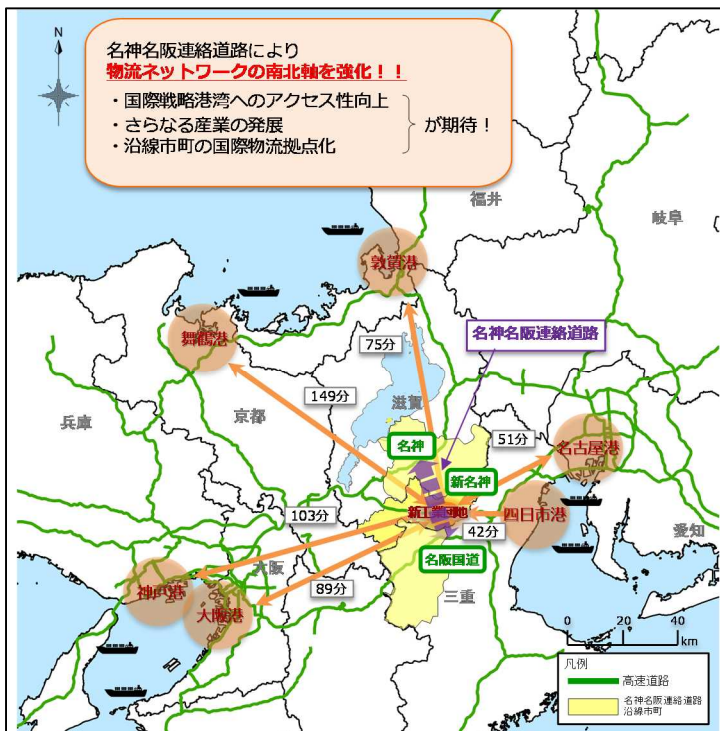 N
名神名阪連絡道路により
物流ネットワークの南北軸を強化！！
・国際戦略港湾へのアクセス性向上
・さらなる産業の発展
・沿線市町の国際物流拠点化
が期待！
福井
岐阜
敦賀港
舞鶴港
名神名阪連絡道路
75分
149分
滋賀
兵庫
京都
名神
51分
名古屋港
新名神
新工業団地
四日市港
103分
42分
愛知
大阪
名阪国道
神戸港
大阪港
89分
三重
0 20 40
km
凡例
高速道路
名神名阪連絡道路
沿線市町